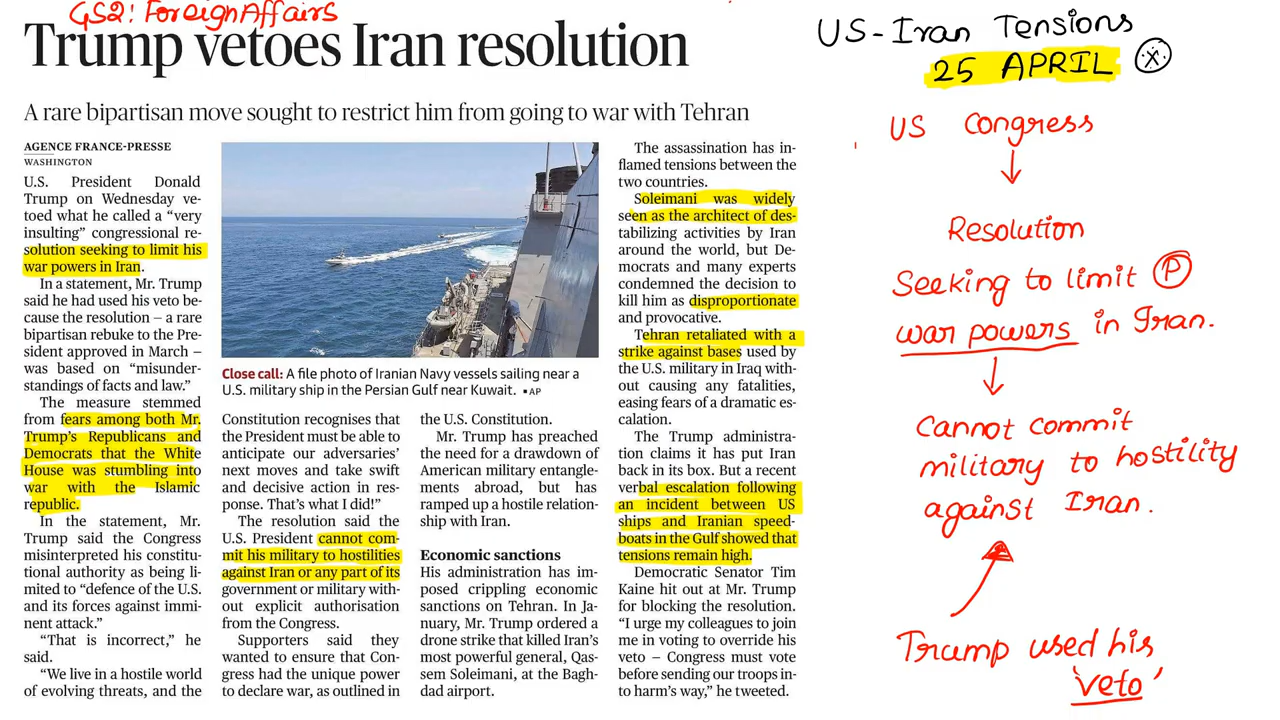 GS2: Foreign Affairs
Trump vetoes Iran resolution
A rare bipartisan move sought to restrict him from going to war with Tehran
AGENCE FRANCE-PRESSE
WASHINGTON
U.S. President Donald
Trump on Wednesday ve-
toed what he called a “very
insulting” congressional re-
solution seeking to limit his
war powers in Iran.
In a statement, Mr. Trump
said he had used his veto be-
cause the resolution – a rare
bipartisan rebuke to the Pre-
sident approved in March –
was based on “misunder-
standings of facts and law.”
The measure stemmed
from fears among both Mr.
Trump’s Republicans and
Democrats that the White
House was stumbling into
war with the Islamic
republic.
In the statement, Mr.
Trump said the Congress
misinterpreted his constitu-
tional authority as being li-
mited to “defence of the U.S.
and its forces against immi-
nent attack.”
“That is incorrect,” he
said.
“We live in a hostile world
of evolving threats, and the
Close call: A file photo of Iranian Navy vessels sailing near a
U.S. military ship in the Persian Gulf near Kuwait. ▪AP
Constitution recognises that
the President must be able to
anticipate our adversaries’
next moves and take swift
and decisive action in res-
ponse. That’s what I did!”
The resolution said the
U.S. President cannot com-
mit his military to hostilities
against Iran or any part of its
government or military with-
out explicit authorisation
from the Congress.
Supporters said they
wanted to ensure that Con-
gress had the unique power
to declare war, as outlined in
the U.S. Constitution.
Mr. Trump has preached
the need for a drawdown of
American military entangle-
ments abroad, but has
ramped up a hostile relation-
ship with Iran.
Economic sanctions
His administration has im-
posed crippling economic
sanctions on Tehran. In Ja-
nuary, Mr. Trump ordered a
drone strike that killed Iran’s
most powerful general, Qas-
sem Soleimani, at the Bagh-
dad airport.
The assassination has in-
flamed tensions between the
two countries.
Soleimani was widely
seen as the architect of des-
tabilizing activities by Iran
around the world, but De-
mocrats and many experts
condemned the decision to
kill him as disproportionate
and provocative.
Tehran retaliated with a
strike against bases used by
the U.S. military in Iraq with-
out causing any fatalities,
easing fears of a dramatic es-
calation.
The Trump administra-
tion claims it has put Iran
back in its box. But a recent
verbal escalation following
an incident between US
ships and Iranian speed-
boats in the Gulf showed that
tensions remain high.
Democratic Senator Tim
Kaine hit out at Mr. Trump
for blocking the resolution.
“I urge my colleagues to join
me in voting to override his
veto – Congress must vote
before sending our troops in-
to harm’s way,” he tweeted.
US-Iran Tensions
25 APRIL
US Congress
Resolution
Seeking to limit P
war powers in Iran.
Cannot commit
military to hostility
against Iran.
Trump used his
‘veto’